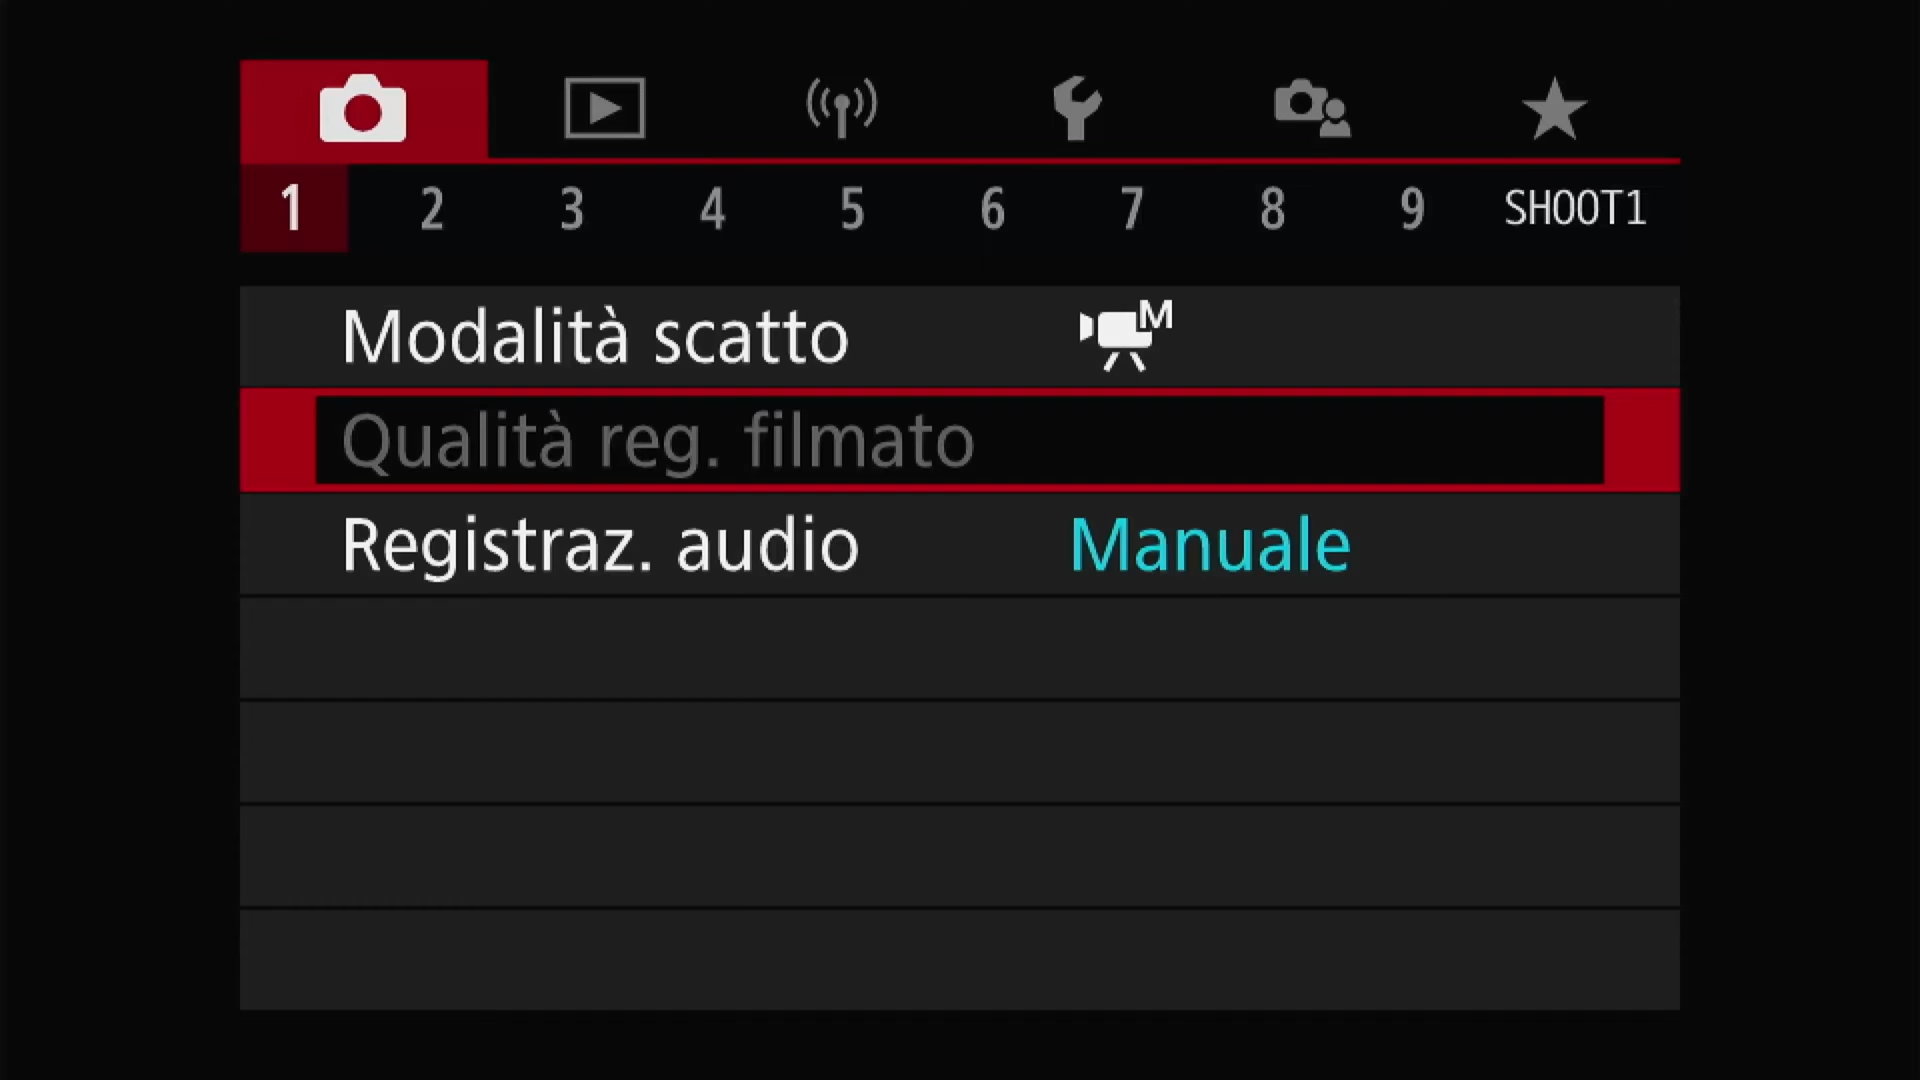 1 2 3 4 5 6 7 8 9 SHOOT1
Modalità scatto M
Qualità reg. filmato
Registraz. audio Manuale